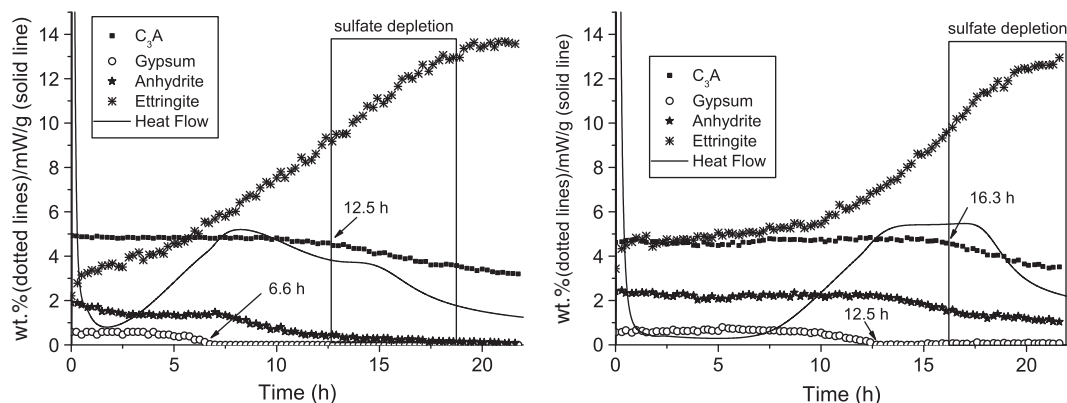 sulfate depletion
14
12
10
8
6
4
2
0
wt.%(dotted lines)/mW/g (solid line)
C3A
Gypsum
Anhydrite
Ettringite
Heat Flow
12.5 h
6.6 h
0 5 10 15 20
Time (h)
sulfate depletion
14
12
10
8
6
4
2
0
wt.%(dotted lines)/mW/g (solid line)
C3A
Gypsum
Anhydrite
Ettringite
Heat Flow
16.3 h
12.5 h
0 5 10 15 20
Time (h)